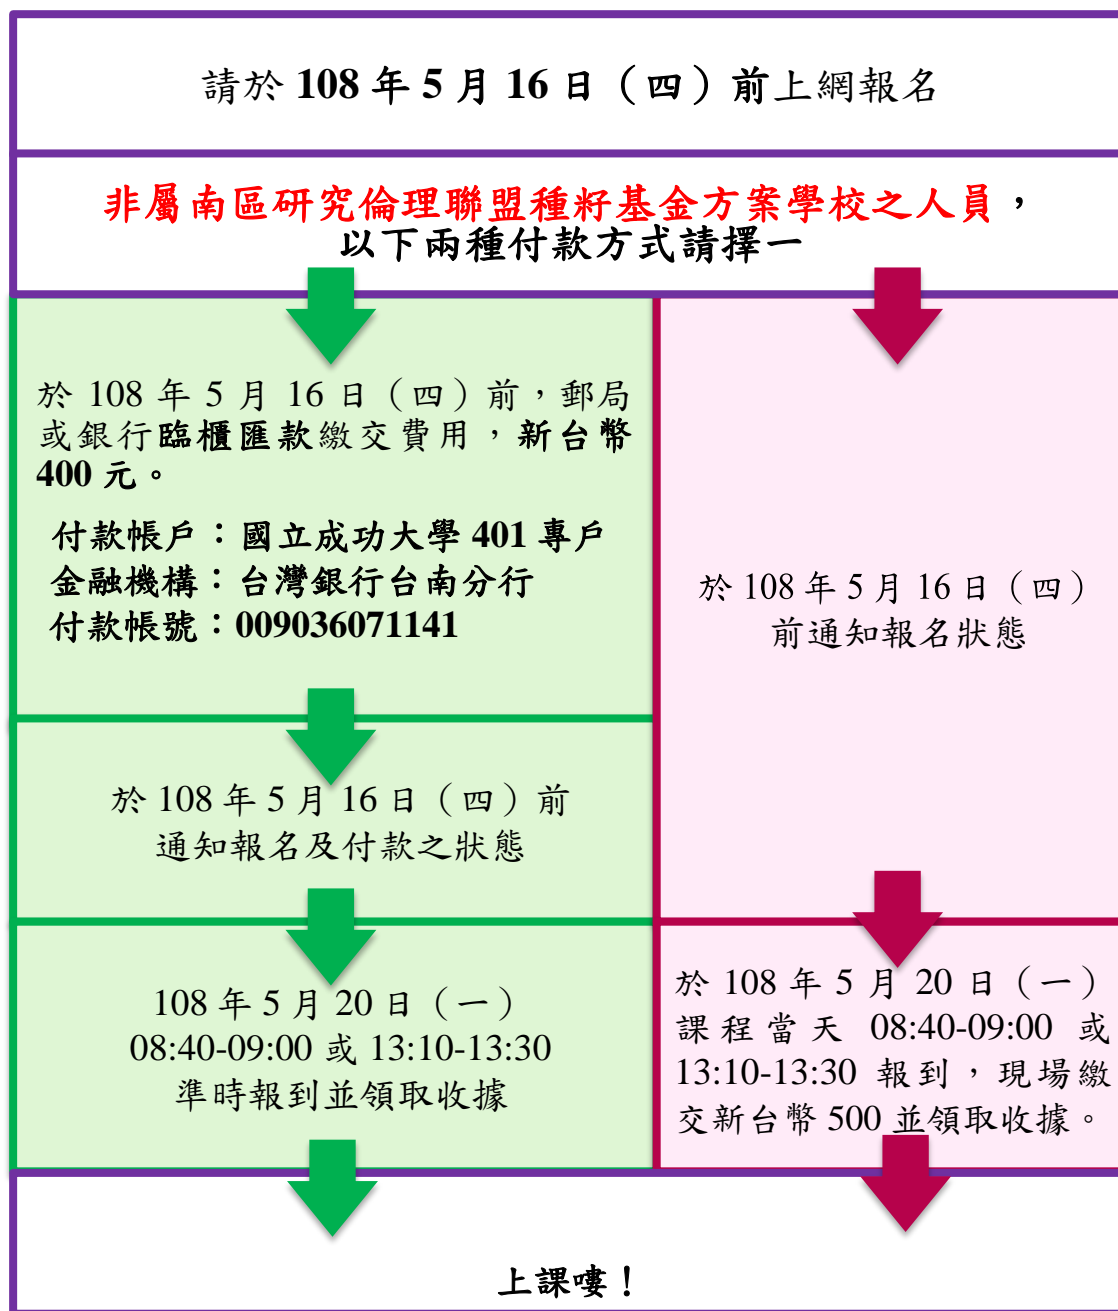 請於 108 年 5 月 16 日（四）前上網報名
非屬南區研究倫理聯盟種籽基金方案學校之人員，
以下兩種付款方式請擇一
於 108 年 5 月 16 日（四）前，郵局
或銀行臨櫃匯款繳交費用，新台幣
400 元。
付款帳戶：國立成功大學 401 專戶
金融機構：台灣銀行台南分行
付款帳號：009036071141
於 108 年 5 月 16 日（四）前
通知報名及付款之狀態
108 年 5 月 20 日（一）
08:40-09:00 或 13:10-13:30
準時報到並領取收據
於 108 年 5 月 16 日（四）
前通知報名狀態
於 108 年 5 月 20 日（一）
課程當天 08:40-09:00 或
13:10-13:30 報到，現場繳
交新台幣 500 並領取收據。
上課嘍！